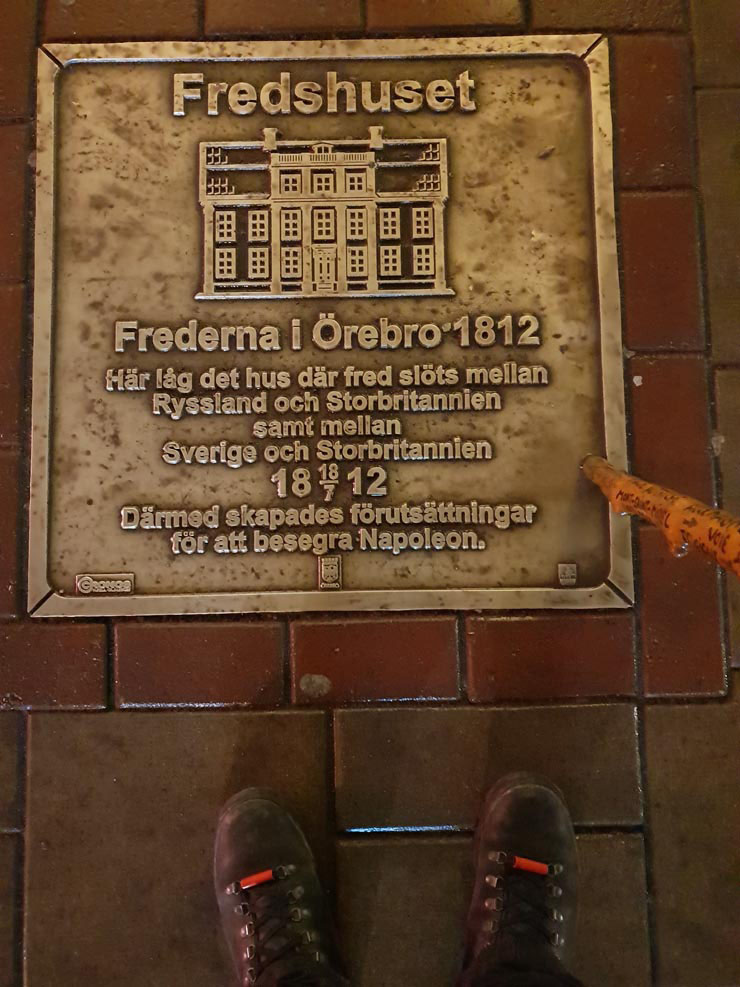 Fredshuset
Frederna i Örebro 1812
Här låg det hus där fred slöts mellan
Ryssland och Storbritannien
samt mellan
Sverige och Storbritannien
18 18/7 12
Därmed skapades förutsättningar
för att besegra Napoleon.